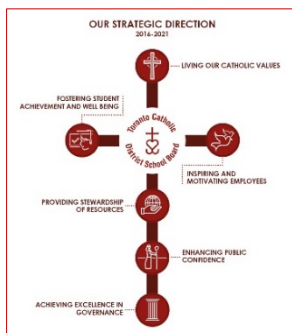 OUR STRATEGIC DIRECTION
2016-2021
LIVING OUR CATHOLIC VALUES
FOSTERING STUDENT
ACHIEVEMENT AND WELL BEING
Toronto Catholic
District School Board
INSPIRING AND
MOTIVATING EMPLOYEES
PROVIDING STEWARDSHIP
OF RESOURCES
ENHANCING PUBLIC
CONFIDENCE
ACHIEVING EXCELLENCE IN
GOVERNANCE